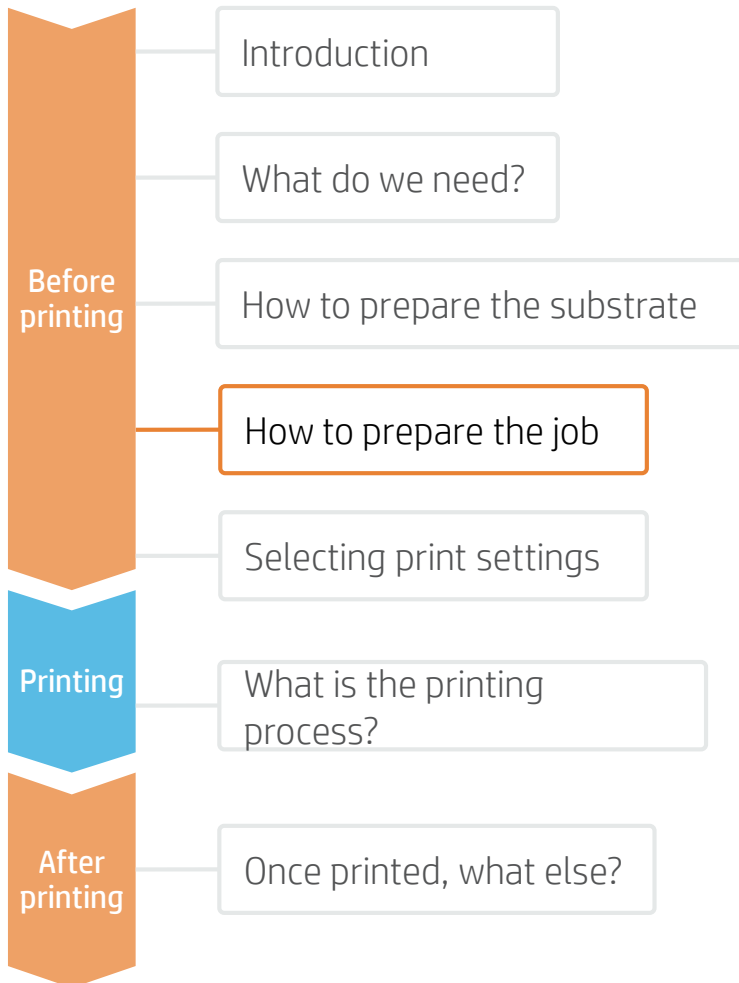 Introduction
What do we need?
Before
printing
How to prepare the substrate
How to prepare the job
Selecting print settings
Printing
What is the printing
process?
After
printing
Once printed, what else?